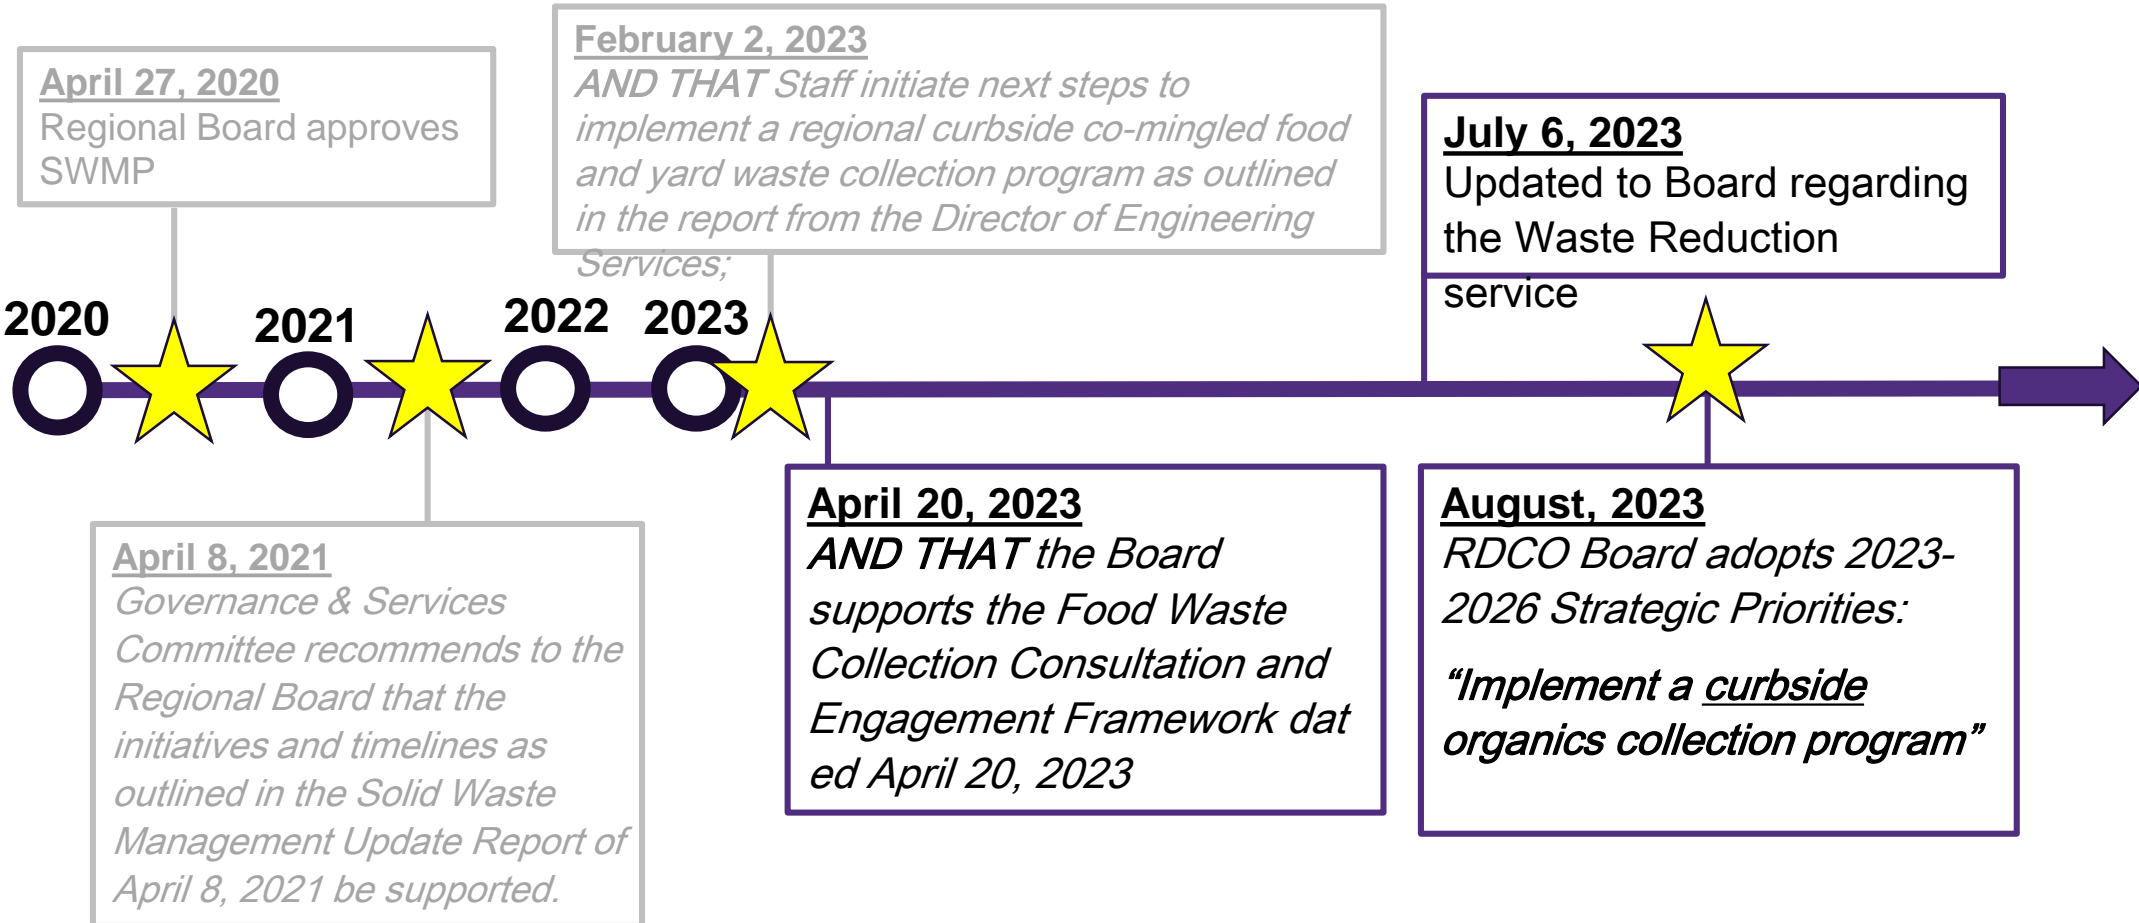 April 27, 2020
Regional Board approves
SWMP
February 2, 2023
AND THAT Staff initiate next steps to
implement a regional curbside co-mingled food
and yard waste collection program as outlined
in the report from the Director of Engineering
Services;
July 6, 2023
Updated to Board regarding
the Waste Reduction
service
2020
2021
2022
2023
April 8, 2021
Governance & Services
Committee recommends to the
Regional Board that the
initiatives and timelines as
outlined in the Solid Waste
Management Update Report of
April 8, 2021 be supported.
April 20, 2023
AND THAT the Board
supports the Food Waste
Collection Consultation and
Engagement Framework dat
ed April 20, 2023
August, 2023
RDCO Board adopts 2023-
2026 Strategic Priorities:
“Implement a curbside
organics collection program”